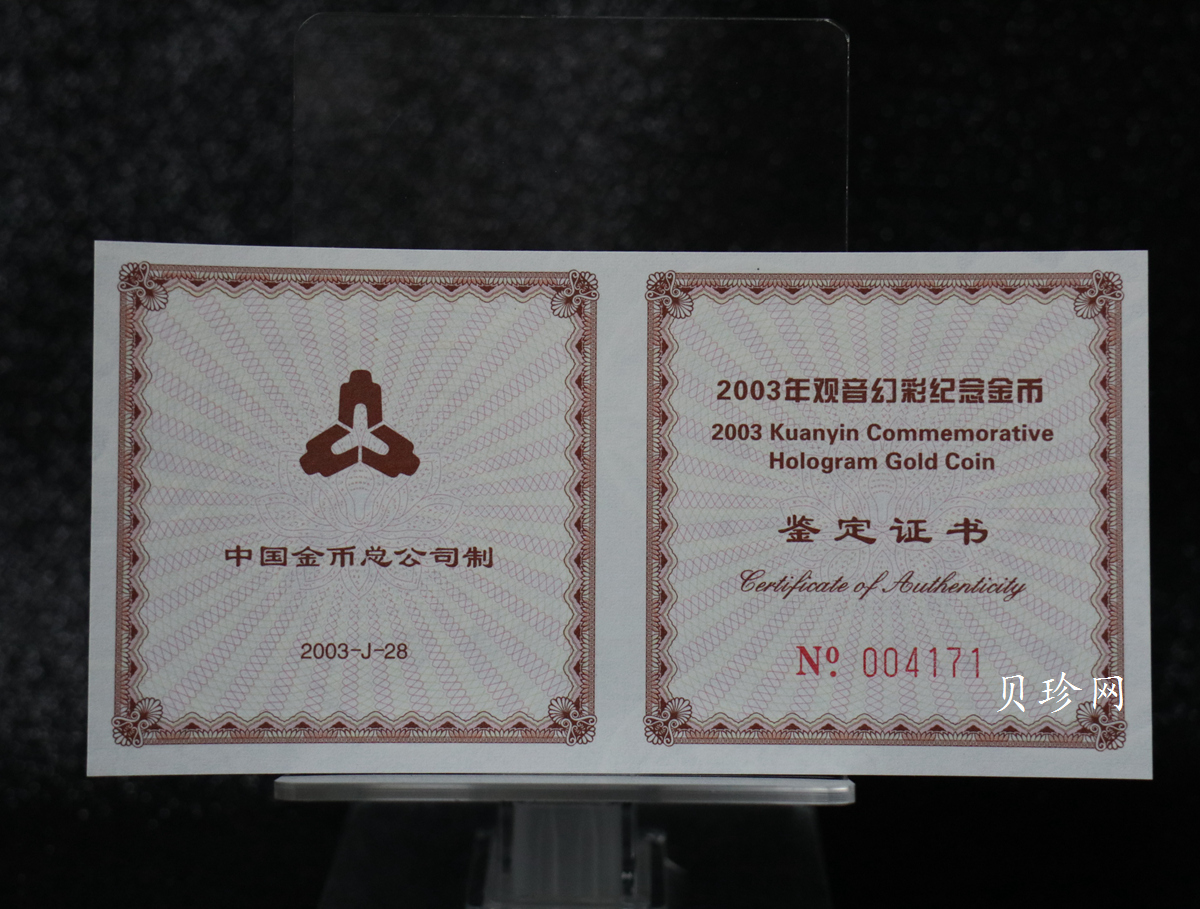 中国金币总公司制
2003-J-28
2003年观音幻彩纪念金币
2003 Kuanyin Commemorative
Hologram Gold Coin
鉴定证书
Certificate of Authenticity
Nº 004171
贝珍网